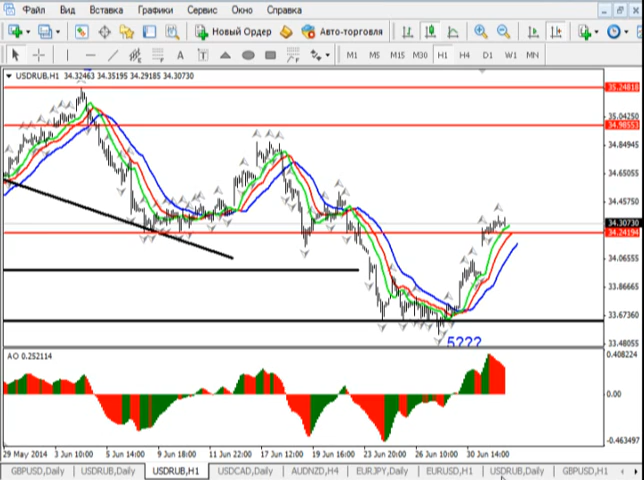 Файл Вид Вставка Графики Сервис Окно Справка
Новый Ордер Авто-торговля
A T M1 M5 M15 M30 H1 H4 D1 W1 MN
USDRUB,H1 34.32463 34.35195 34.29185 34.30730
35.24818
35.04250
34.98553
34.84945
34.65055
34.45750
34.30730
34.24194
34.06555
33.86665
33.67360
33.48055
5???
AO 0.252114
0.408224
0.00
-0.463497
29 May 2014 3 Jun 10:00 5 Jun 14:00 9 Jun 18:00 11 Jun 22:00 17 Jun 12:00 19 Jun 16:00 23 Jun 20:00 26 Jun 10:00 30 Jun 14:00
GBPUSD,Daily USDRUB,Daily USDRUB,H1 USDCAD,Daily AUDNZD,H4 EURJPY,Daily EURUSD,H1 USDRUB,Daily GBPUSD,H1